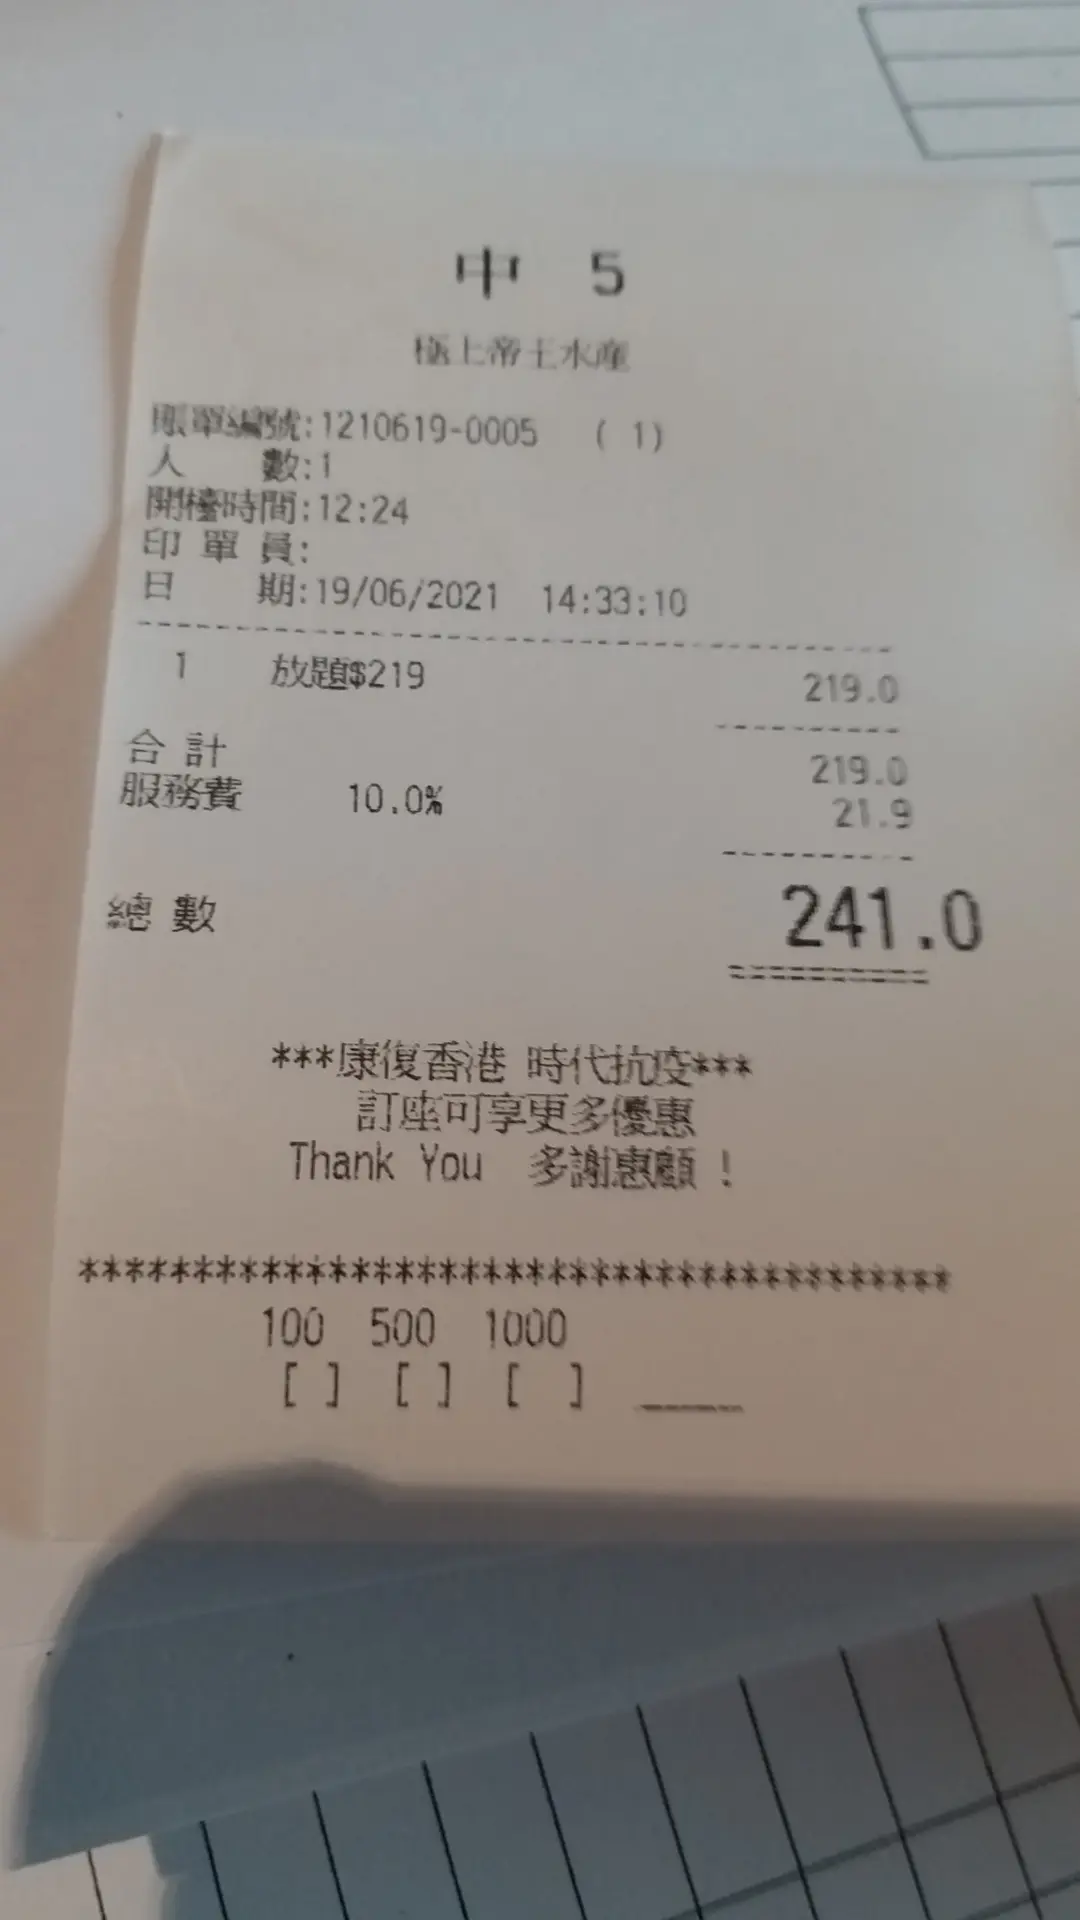 中 5
極上帝王水產
賬單編號:1210619-0005 ( 1)
人 數:1
開檯時間:12:24
印 單 員:
日 期:19/06/2021 14:33:10
1 放題$219 219.0
合 計 219.0
服務費 10.0% 21.9
總 數 241.0
***康復香港 時代抗疫***
訂座可享更多優惠
Thank You 多謝惠顧 !
****************************************
100 500 1000
[ ] [ ] [ ] _____